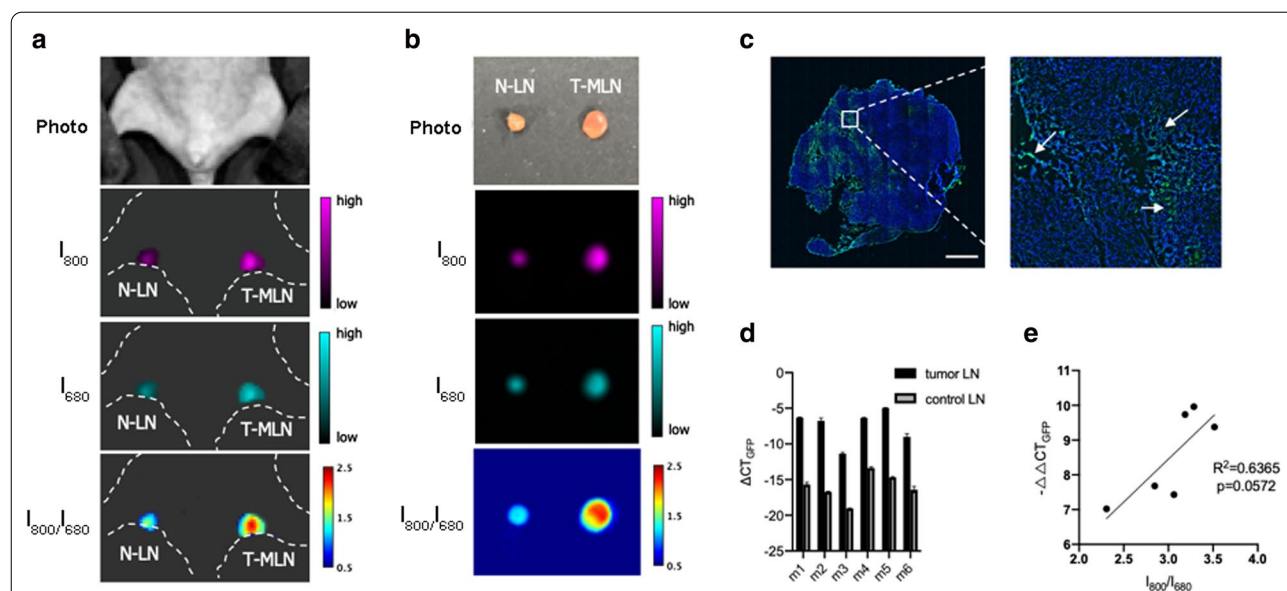 a
Photo
I800
high
low
N-LN
T-MLN
I680
high
low
N-LN
T-MLN
I800/I680
2.5
1.5
0.5
N-LN
T-MLN
b
Photo
N-LN
T-MLN
I800
high
low
I680
high
low
I800/I680
2.5
1.5
0.5
c
d
ΔCTGFP
0
-5
-10
-15
-20
-25
tumor LN
control LN
m1 m2 m3 m4 m5 m6
e
-△△CTGFP
11
10
9
8
7
6
R²=0.6365
p=0.0572
2.0 2.5 3.0 3.5 4.0
I800/I680